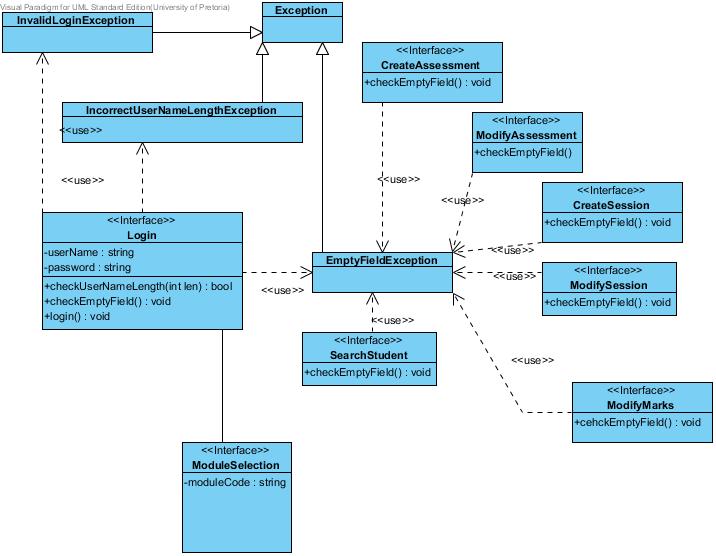 Visual Paradigm for UML Standard Edition(University of Pretoria)
Exception
InvalidLoginException
<<Interface>>
CreateAssessment
+checkEmptyField() : void
IncorrectUserNameLengthException
<<use>>
<<Interface>>
ModifyAssessment
+checkEmptyField()
<<use>>
<<use>>
<<use>>
<<Interface>>
CreateSession
+checkEmptyField() : void
<<Interface>>
Login
-userName : string
-password : string
+checkUserNameLength(int len) : bool
+checkEmptyField() : void
+login() : void
<<use>>
EmptyFieldException
<<use>>
<<use>>
<<Interface>>
ModifySession
+checkEmptyField() : void
<<use>>
<<Interface>>
SearchStudent
+checkEmptyField() : void
<<use>>
<<Interface>>
ModifyMarks
+cehckEmptyField() : void
<<Interface>>
ModuleSelection
-moduleCode : string